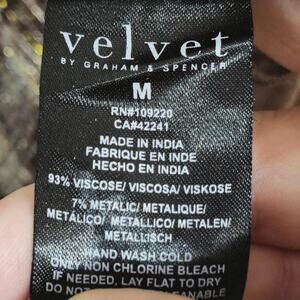 velvet
BY GRAHAM & SPENCER
M
RN#109220
CA#42241
MADE IN INDIA
FABRIQUE EN INDE
HECHO EN INDIA
93% VISCOSE/ VISCOSA/ VISKOSE
7% METALIC/ METALIQUE/
METÁLICO/ METALLICO/ METALEN/
METALLISCH
HAND WASH COLD
ONLY NON CHLORINE BLEACH
IF NEEDED, LAY FLAT TO DRY
DO NOT